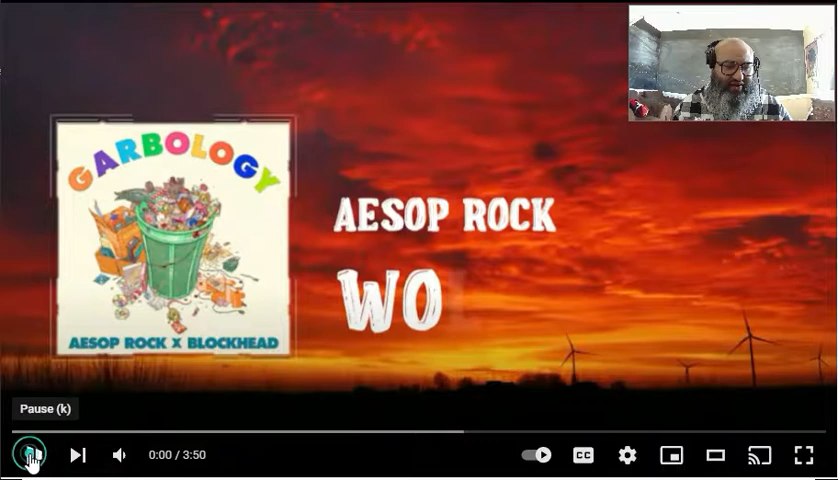 GARBOLOGY
AESOP ROCK X BLOCKHEAD
AESOP ROCK
WO
Pause (k)
0:00 / 3:50
CC